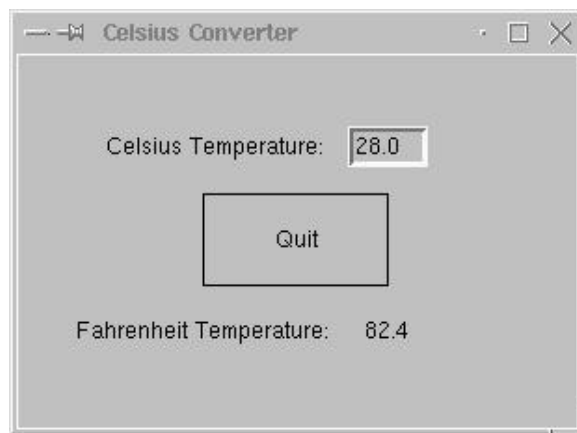 Celsius Converter
Celsius Temperature: 28.0
Quit
Fahrenheit Temperature: 82.4